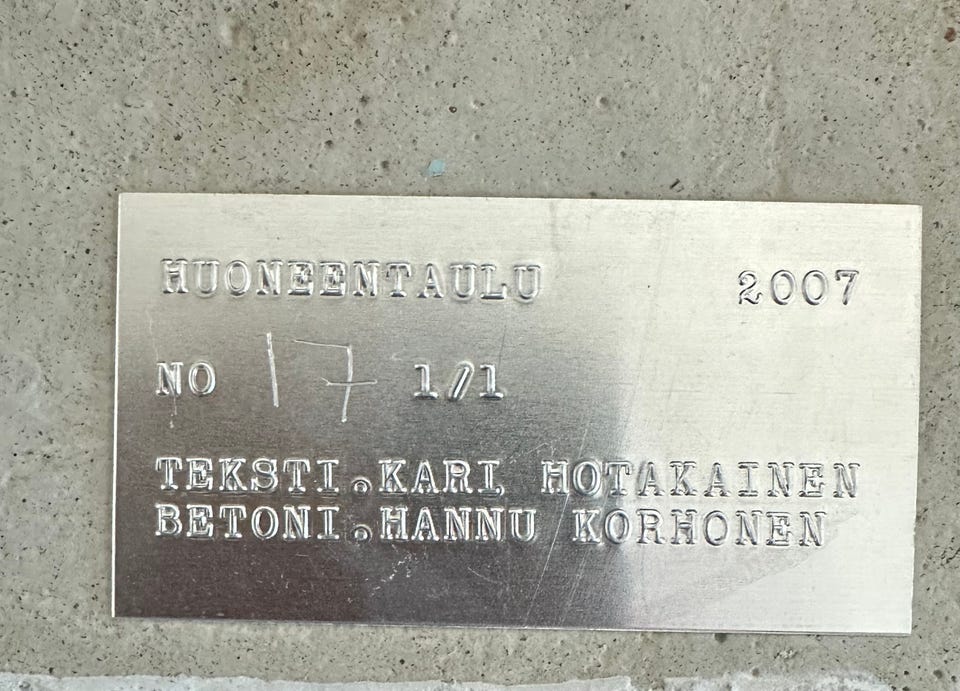 HUONEENTAULU 2007
NO 17 1/1
TEKSTI.KARI HOTAKAINEN
BETONI.HANNU KORHONEN